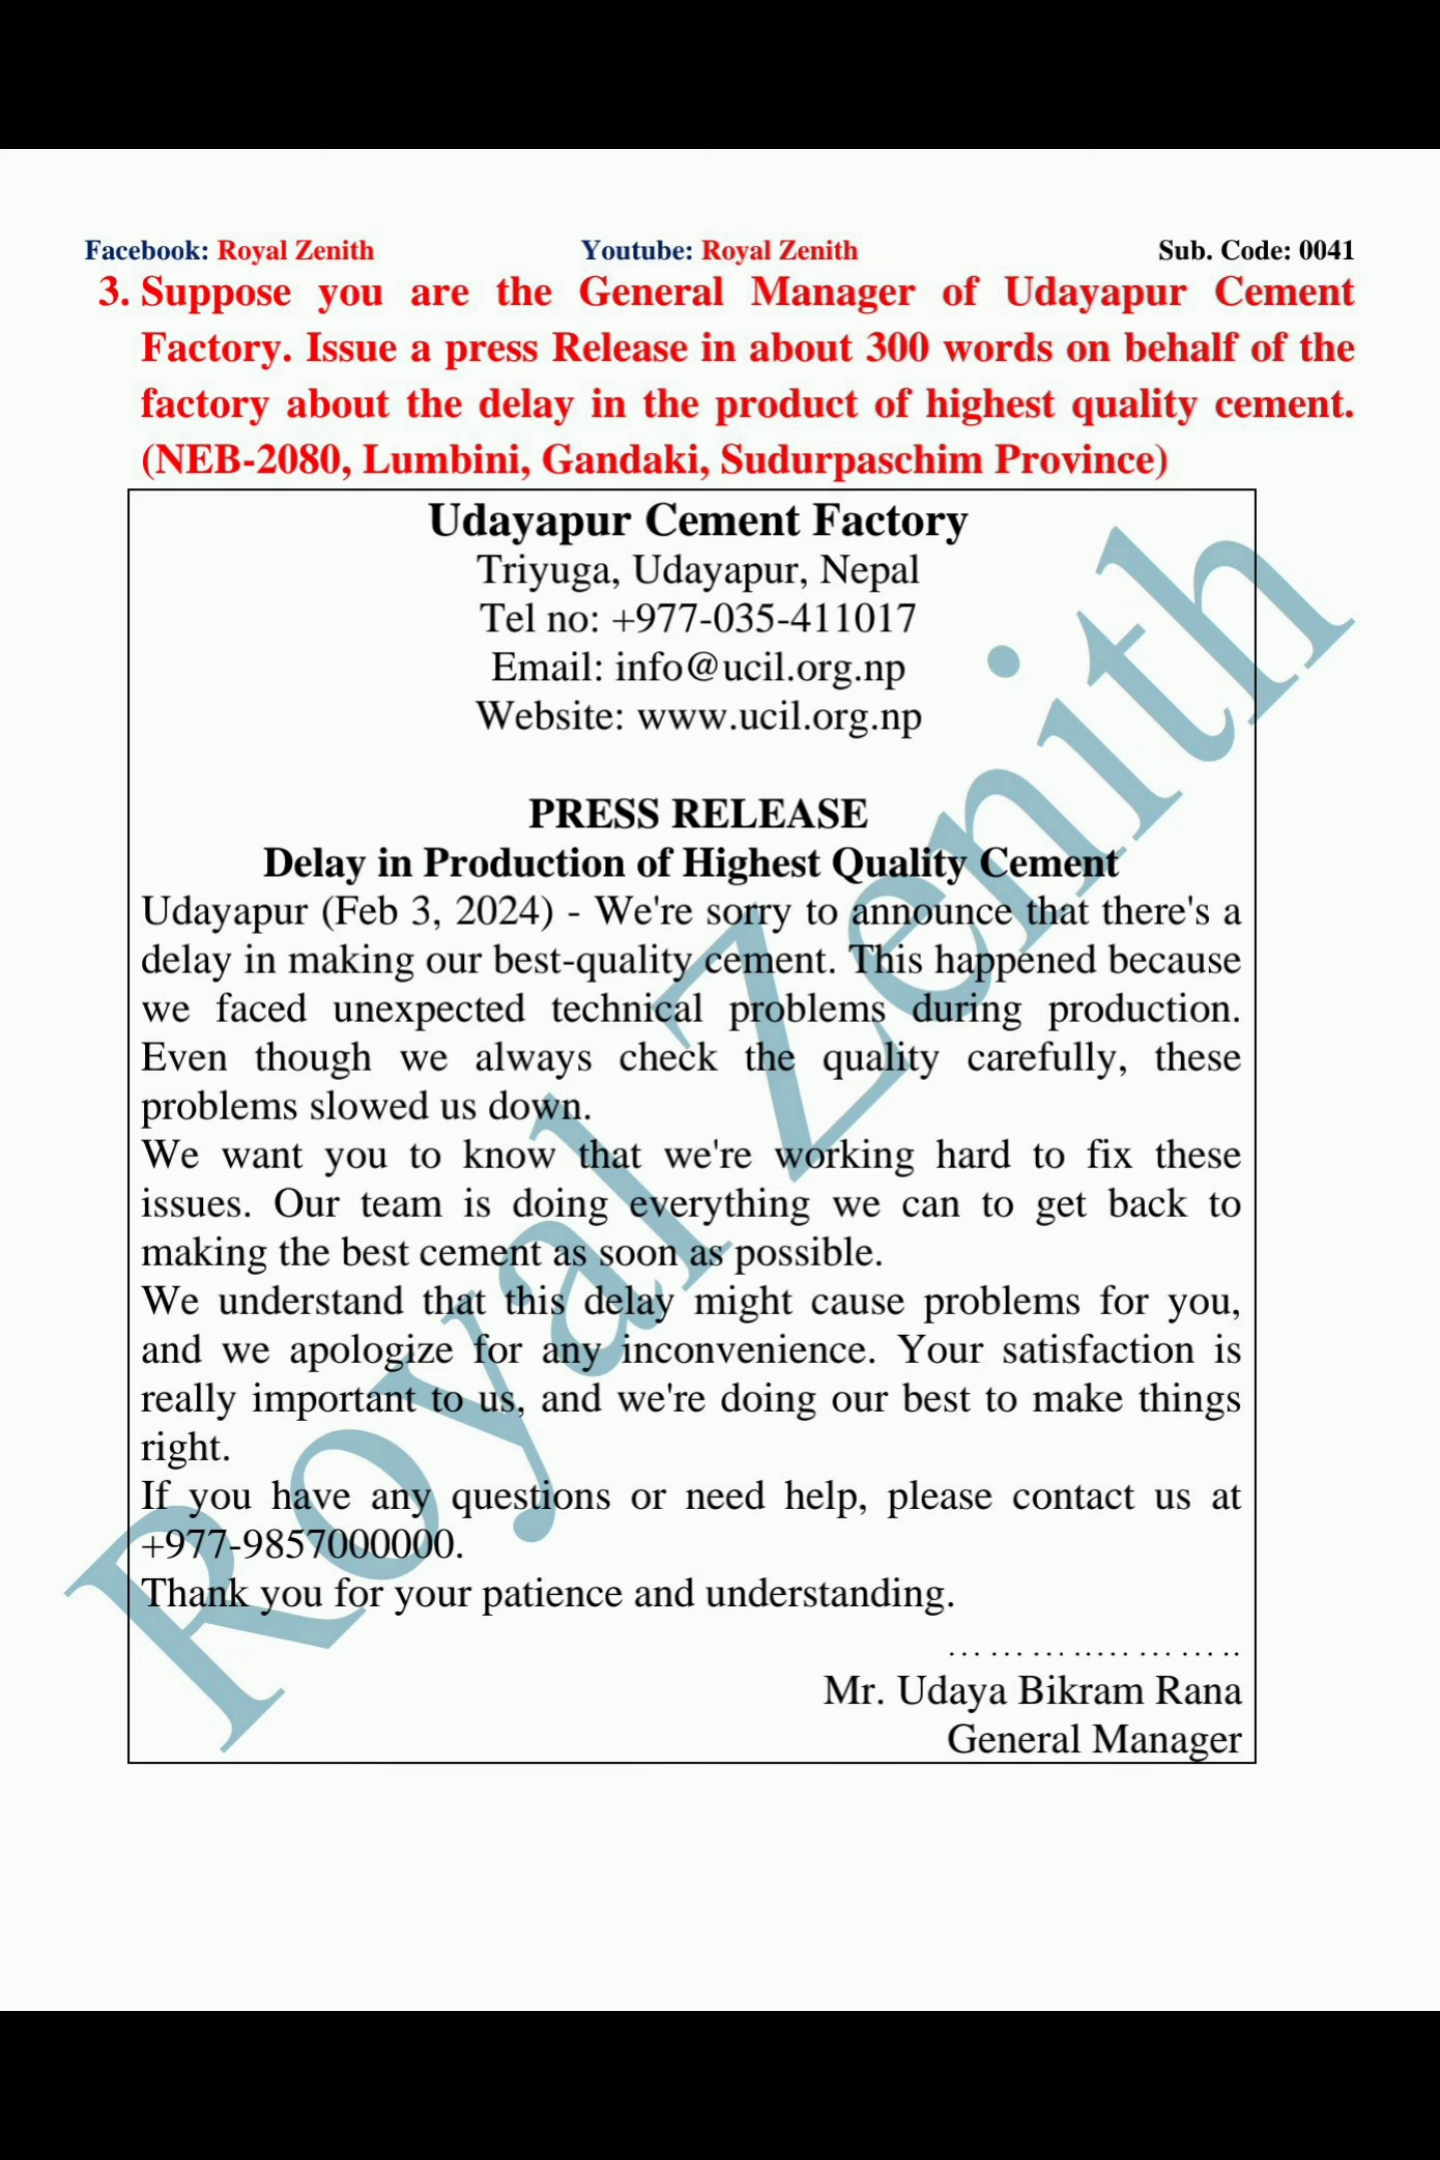 Facebook: Royal Zenith Youtube: Royal Zenith Sub. Code: 0041
3. Suppose you are the General Manager of Udayapur Cement
Factory. Issue a press Release in about 300 words on behalf of the
factory about the delay in the product of highest quality cement.
(NEB-2080, Lumbini, Gandaki, Sudurpaschim Province)
Udayapur Cement Factory
Triyuga, Udayapur, Nepal
Tel no: +977-035-411017
Email: info@ucil.org.np
Website: www.ucil.org.np
PRESS RELEASE
Delay in Production of Highest Quality Cement
Udayapur (Feb 3, 2024) - We're sorry to announce that there's a
delay in making our best-quality cement. This happened because
we faced unexpected technical problems during production.
Even though we always check the quality carefully, these
problems slowed us down.
We want you to know that we're working hard to fix these
issues. Our team is doing everything we can to get back to
making the best cement as soon as possible.
We understand that this delay might cause problems for you,
and we apologize for any inconvenience. Your satisfaction is
really important to us, and we're doing our best to make things
right.
If you have any questions or need help, please contact us at
+977-9857000000.
Thank you for your patience and understanding.
… … … ..… … … ..
Mr. Udaya Bikram Rana
General Manager
Royal Zenith